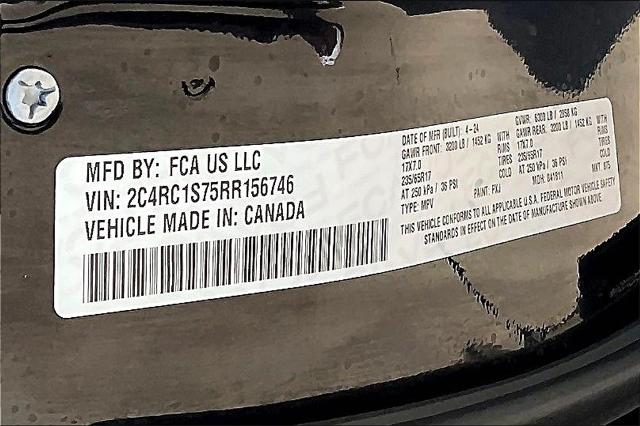 MFD BY: FCA US LLC
VIN: 2C4RC1S75RR156746
VEHICLE MADE IN: CANADA
DATE OF MFR (BUILT): 4-24 GVWR: 6300 LB / 2858 KG
GAWR FRONT: 3200 LB / 1452 KG WITH GAWR REAR: 3200 LB / 1452 KG WITH
17X7.0 RIMS 17X7.0 RIMS
235/65R17 TIRES 235/65R17 TIRES
AT 250 kPa / 36 PSI COLD AT 250 kPa / 36 PSI COLD
TYPE: MPV PAINT: PXJ MDH: 041811 MKT: BTS
THIS VEHICLE CONFORMS TO ALL APPLICABLE U.S.A. FEDERAL MOTOR VEHICLE SAFETY
STANDARDS IN EFFECT ON THE DATE OF MANUFACTURE SHOWN ABOVE.